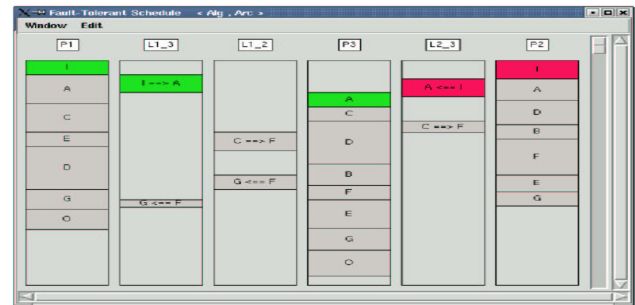 Fault-Tolerant Schedule < Alg , Arc >
Window Edit
P1 L1_3 L1_2 P3 L2_3 P2
I
A
C
E
D
G
O
I ==> A
G <== F
C ==> F
G <== F
A
C
D
B
F
E
G
O
A <== I
C ==> F
I
A
D
B
F
E
G